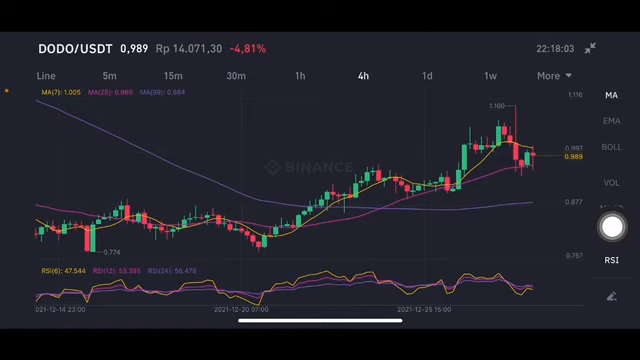 DODO/USDT 0,989 Rp 14.071,30 -4,81% 22:18:03
Line 5m 15m 30m 1h 4h 1d 1w More
MA(7): 1.005 MA(25): 0.968 MA(99): 0.864
1.116
MA
1.100
EMA
0.997
BOLL
0.989
BINANCE
VOL
0.877
0.774
0.757
RSI
RSI(6): 47.544 RSI(12): 53.393 RSI(24): 56.478
021-12-14 23:00 2021-12-20 07:00 2021-12-25 15:00